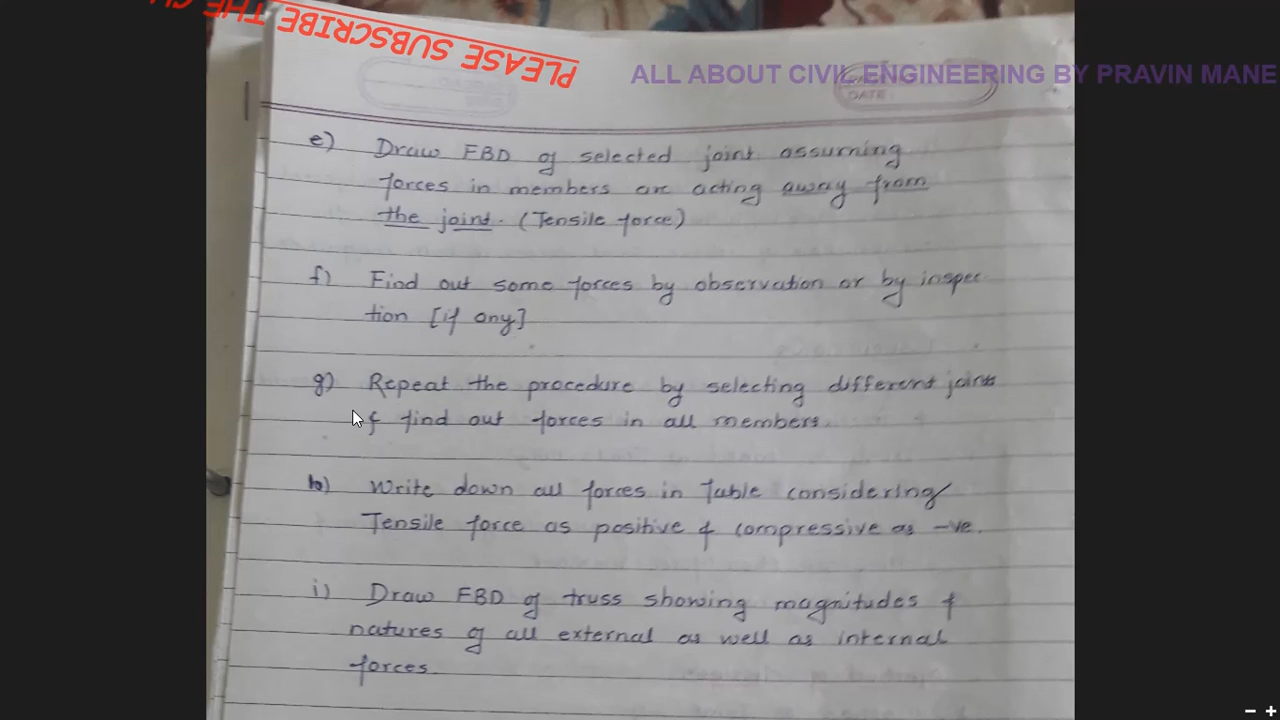 PLEASE SUBSCRIBE THE
ALL ABOUT CIVIL ENGINEERING BY PRAVIN MANE
DATE:
e) Draw FBD of selected joint assuming
forces in members are acting away from
the joint. (Tensile force)
f) Find out some forces by observation or by inspec
tion [if any]
g) Repeat the procedure by selecting different joints
& find out forces in all members.
h) Write down all forces in Table considering
Tensile force as positive & compressive as -ve.
i) Draw FBD of truss showing magnitudes &
natures of all external as well as internal
forces.